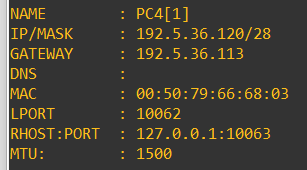 NAME : PC4[1]
IP/MASK : 192.5.36.120/28
GATEWAY : 192.5.36.113
DNS :
MAC : 00:50:79:66:68:03
LPORT : 10062
RHOST:PORT : 127.0.0.1:10063
MTU: : 1500